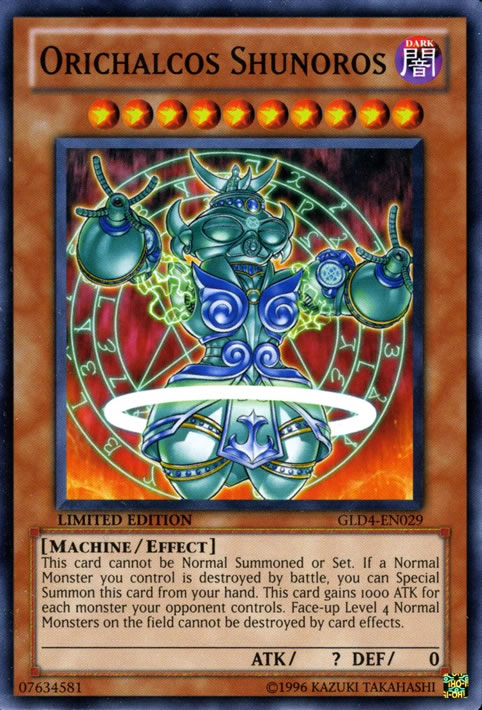 ORICHALCOS SHUNOROS
DARK
闇
LIMITED EDITION
GLD4-EN029
[MACHINE/EFFECT]
This card cannot be Normal Summoned or Set. If a Normal
Monster you control is destroyed by battle, you can Special
Summon this card from your hand. This card gains 1000 ATK for
each monster your opponent controls. Face-up Level 4 Normal
Monsters on the field cannot be destroyed by card effects.
ATK/ ? DEF/ 0
07634581
©1996 KAZUKI TAKAHASHI